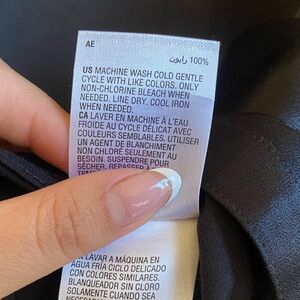 AE
100% رايون
US MACHINE WASH COLD GENTLE
CYCLE WITH LIKE COLORS. ONLY
NON-CHLORINE BLEACH WHEN
NEEDED. LINE DRY. COOL IRON
WHEN NEEDED.
CA LAVER EN MACHINE À L'EAU
FROIDE AU CYCLE DÉLICAT AVEC
COULEURS SEMBLABLES. UTILISER
UN AGENT DE BLANCHIMENT
NON CHLORÉ SEULEMENT AU
BESOIN. SUSPENDRE POUR
SÉCHER. REPASSER
LAVAR A MÁQUINA EN
AGUA FRÍA CICLO DELICADO
CON COLORES SIMILARES.
BLANQUEADOR SIN CLORO
SOLAMENTE CUANDO SEA